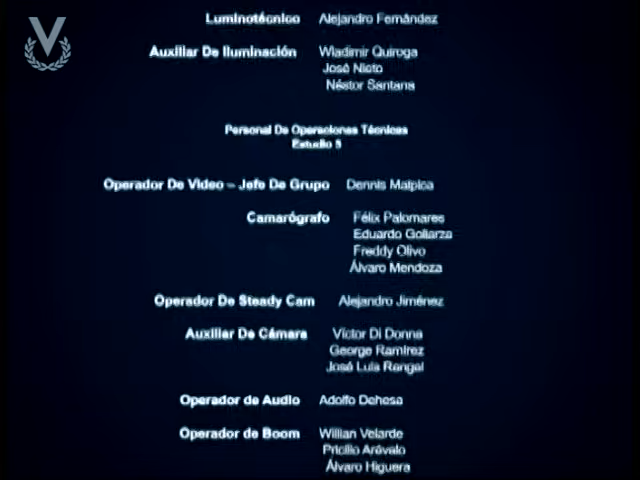 V
Luminotécnico Alejandro Fernández
Auxiliar De Iluminación Wladimir Quiroga
José Nieto
Néstor Santana
Personal De Operaciones Técnicas
Estudio 5
Operador De Video – Jefe De Grupo Dennis Malpica
Camarógrafo Félix Palomares
Eduardo Gollarza
Freddy Olivo
Álvaro Mendoza
Operador De Steady Cam Alejandro Jiménez
Auxiliar De Cámara Víctor Di Donna
George Ramírez
José Luis Rangel
Operador de Audio Adolfo Dehesa
Operador de Boom Willian Velarde
Pricilio Arévalo
Álvaro Higuera